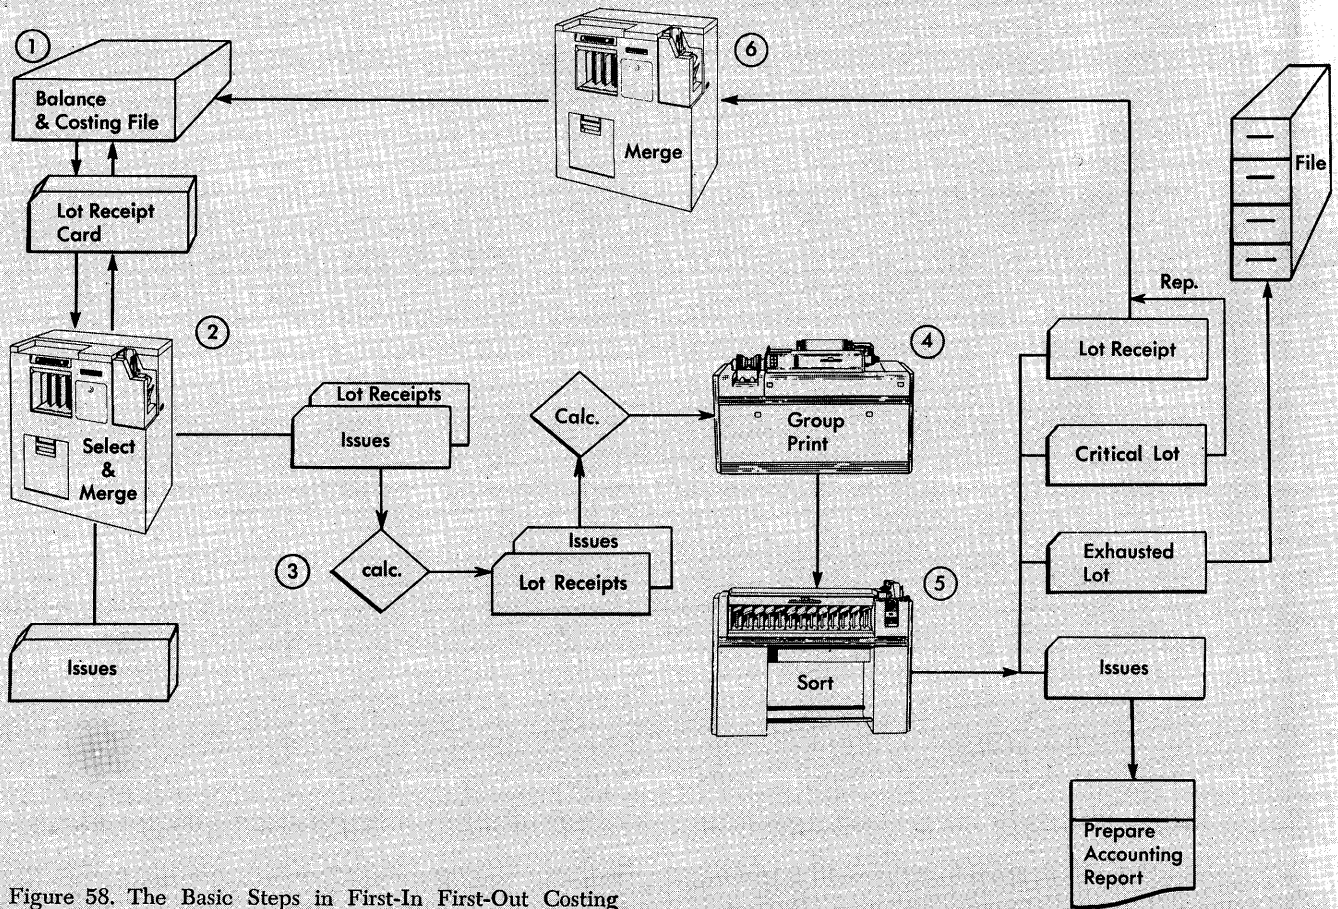 1
Balance
& Costing File
Lot Receipt
Card
2
Select
&
Merge
Issues
Lot Receipts
Issues
3
calc.
Issues
Lot Receipts
Calc.
4
Group
Print
5
Sort
6
Merge
File
Rep.
Lot Receipt
Critical Lot
Exhausted
Lot
Issues
Prepare
Accounting
Report
Figure 58. The Basic Steps in First-In First-Out Costing